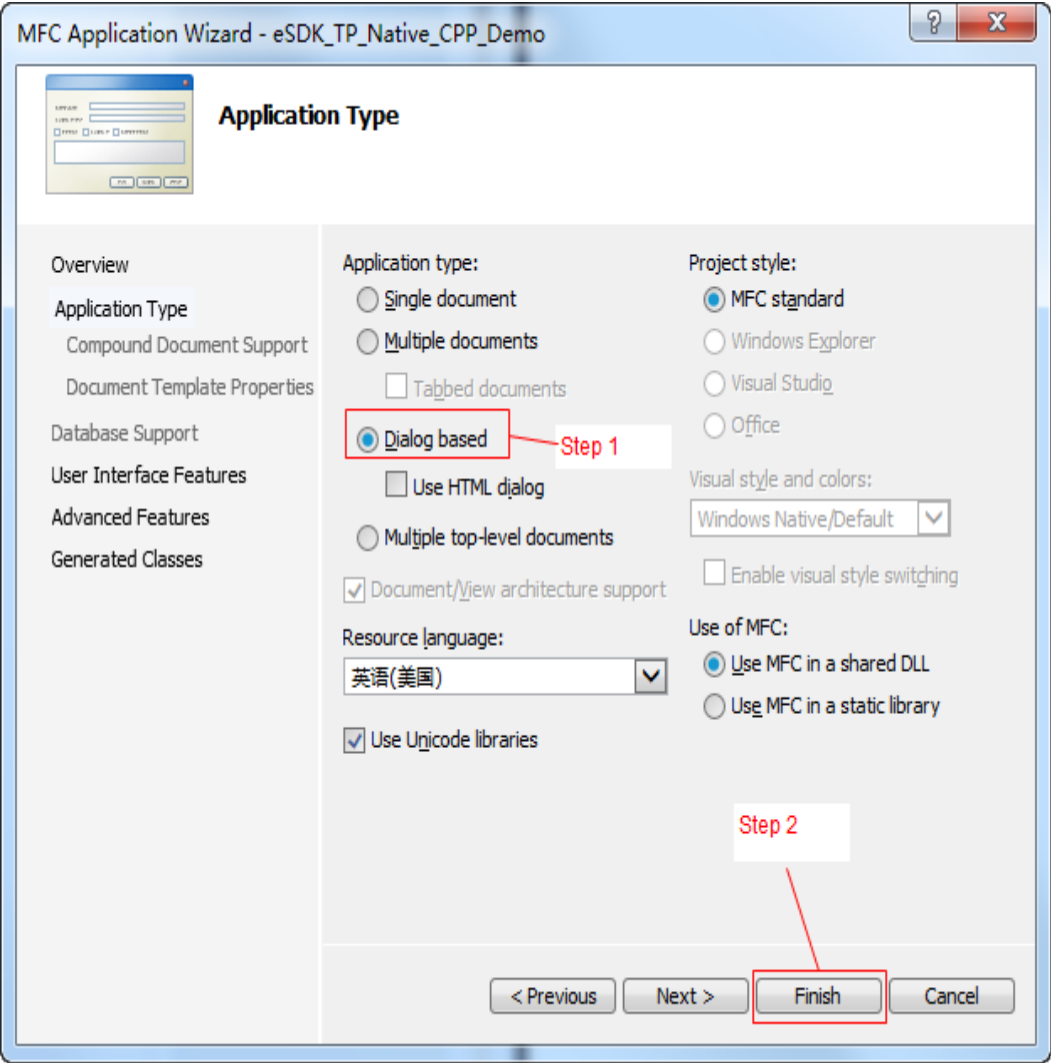 MFC Application Wizard - eSDK_TP_Native_CPP_Demo
Application Type
Overview
Application Type
Compound Document Support
Document Template Properties
Database Support
User Interface Features
Advanced Features
Generated Classes
Application type:
Single document
Multiple documents
Tabbed documents
Dialog based
Step 1
Use HTML dialog
Multiple top-level documents
Document/View architecture support
Resource language:
英语(美国)
Use Unicode libraries
Project style:
MFC standard
Windows Explorer
Visual Studio
Office
Visual style and colors:
Windows Native/Default
Enable visual style switching
Use of MFC:
Use MFC in a shared DLL
Use MFC in a static library
Step 2
< Previous
Next >
Finish
Cancel